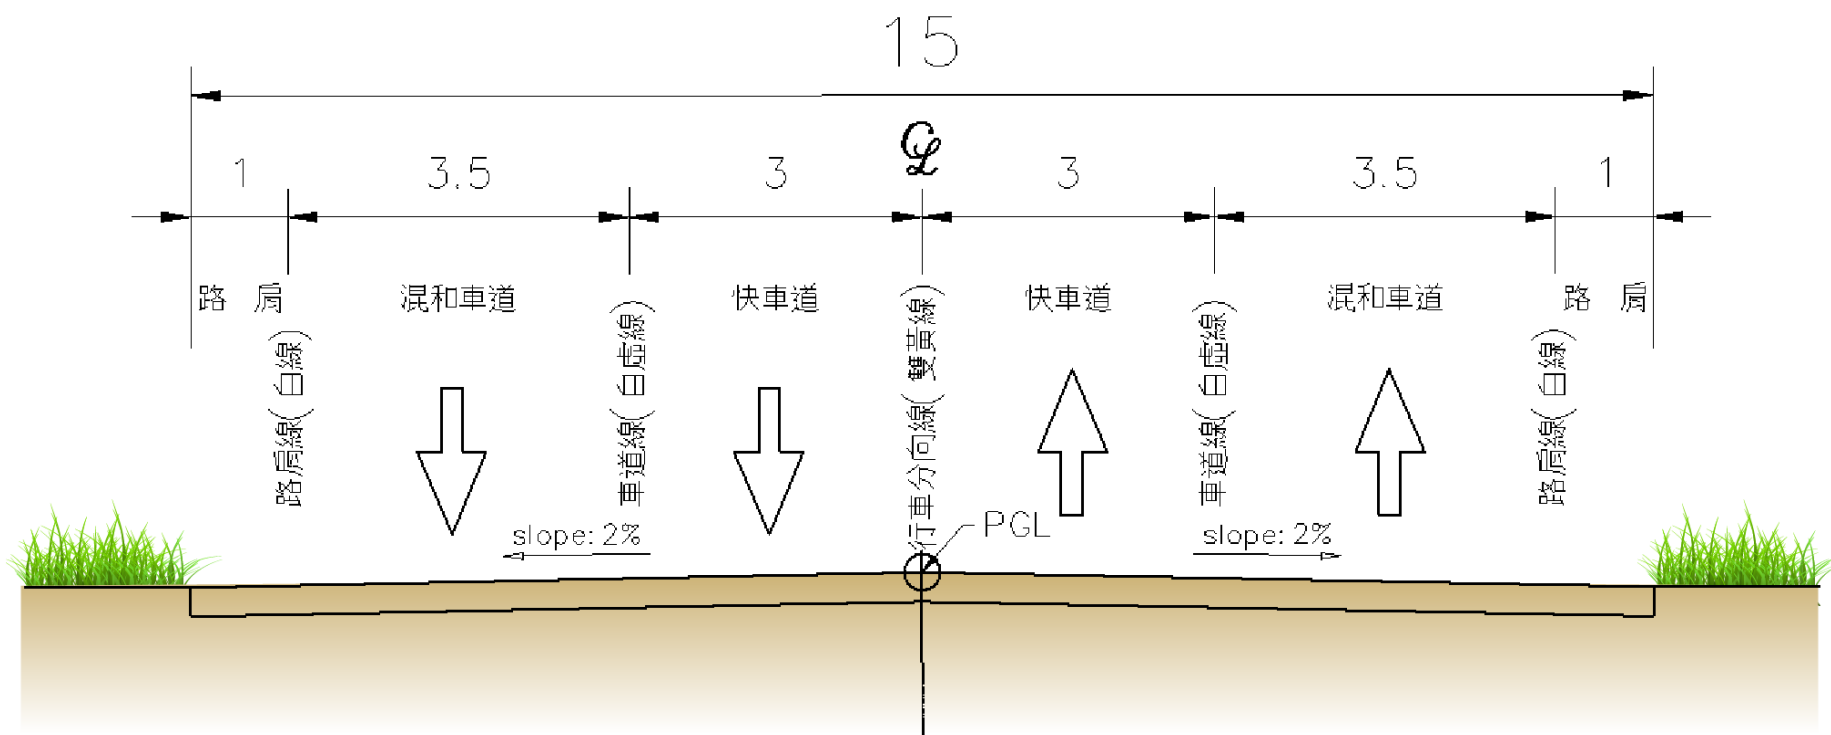 15
℄
1 3.5 3 3 3.5 1
路 肩 混和車道 快車道 快車道 混和車道 路 肩
路肩線(白線)
車道線(白虛線)
行車分向線(雙黃線)
車道線(白虛線)
路肩線(白線)
slope: 2%
PGL
slope: 2%